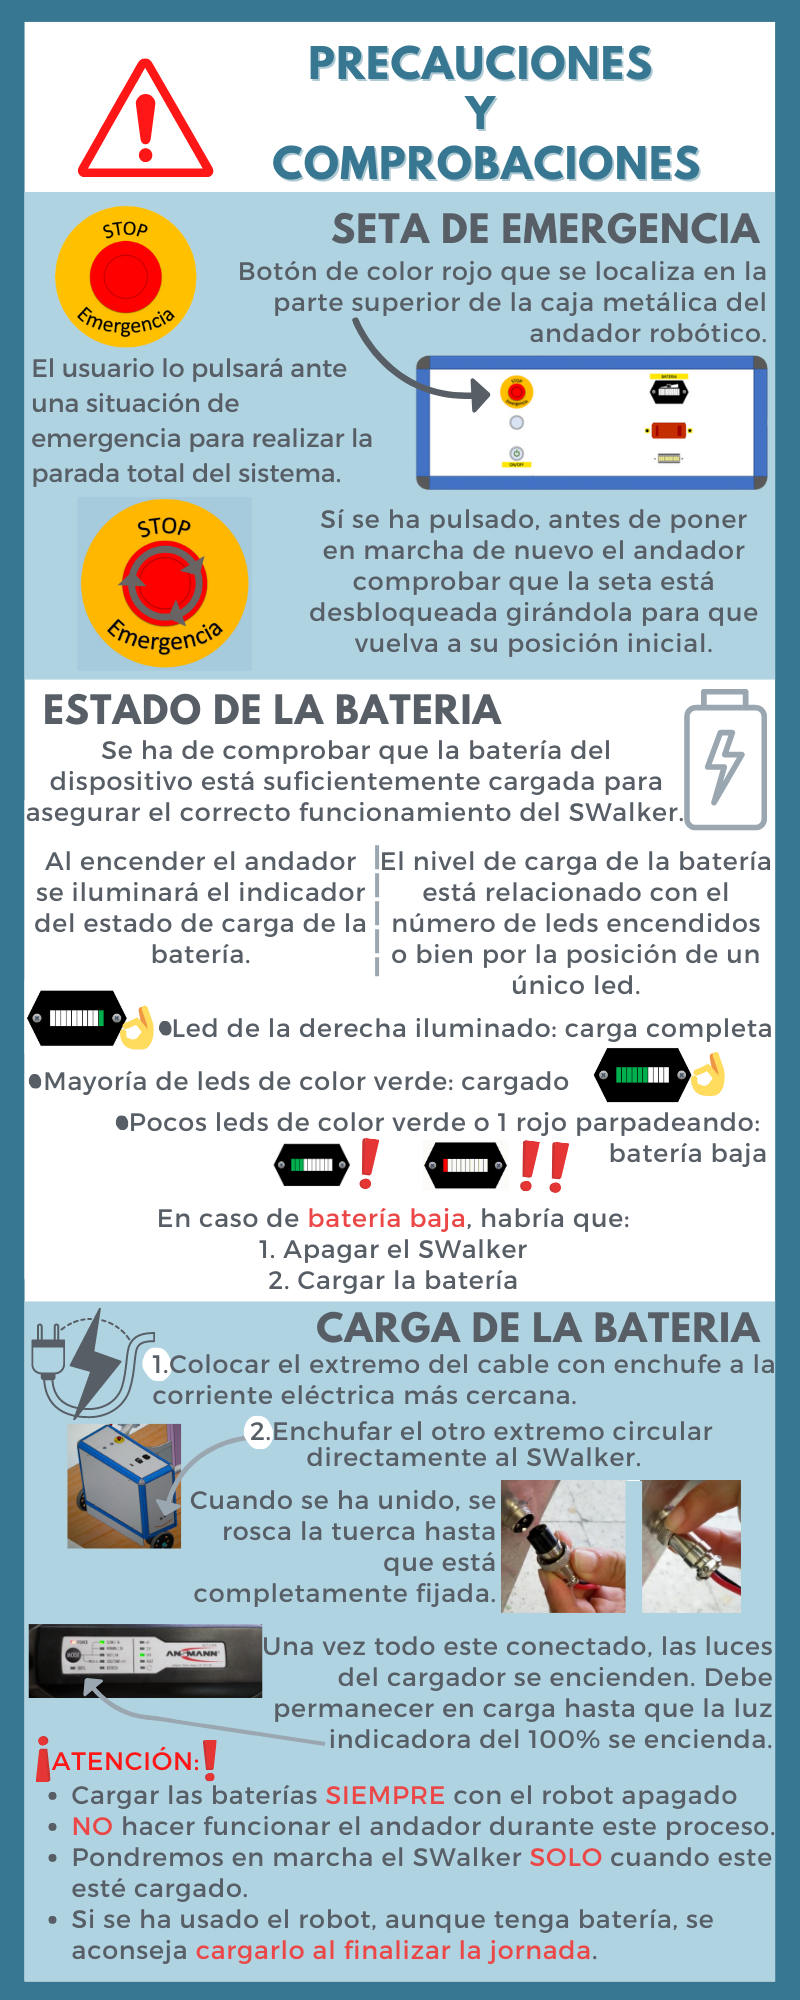 PRECAUCIONES
Y
COMPROBACIONES
STOP
Emergencia
SETA DE EMERGENCIA
Botón de color rojo que se localiza en la
parte superior de la caja metálica del
andador robótico.
El usuario lo pulsará ante
una situación de
emergencia para realizar la
parada total del sistema.
STOP
Emergencia
BATERIA
ON/OFF
STOP
Emergencia
Sí se ha pulsado, antes de poner
en marcha de nuevo el andador
comprobar que la seta está
desbloqueada girándola para que
vuelva a su posición inicial.
ESTADO DE LA BATERIA
Se ha de comprobar que la batería del
dispositivo está suficientemente cargada para
asegurar el correcto funcionamiento del SWalker.
Al encender el andador
se iluminará el indicador
del estado de carga de la
batería.
El nivel de carga de la batería
está relacionado con el
número de leds encendidos
o bien por la posición de un
único led.
•Led de la derecha iluminado: carga completa
•Mayoría de leds de color verde: cargado
•Pocos leds de color verde o 1 rojo parpadeando:
batería baja
En caso de batería baja, habría que:
1. Apagar el SWalker
2. Cargar la batería
CARGA DE LA BATERIA
1.Colocar el extremo del cable con enchufe a la
corriente eléctrica más cercana.
2.Enchufar el otro extremo circular
directamente al SWalker.
Cuando se ha unido, se
rosca la tuerca hasta
que está
completamente fijada.
MODE
ANSMANN
Una vez todo este conectado, las luces
del cargador se encienden. Debe
permanecer en carga hasta que la luz
indicadora del 100% se encienda.
¡ATENCIÓN:!
• Cargar las baterías SIEMPRE con el robot apagado
• NO hacer funcionar el andador durante este proceso.
• Pondremos en marcha el SWalker SOLO cuando este
esté cargado.
• Si se ha usado el robot, aunque tenga batería, se
aconseja cargarlo al finalizar la jornada.